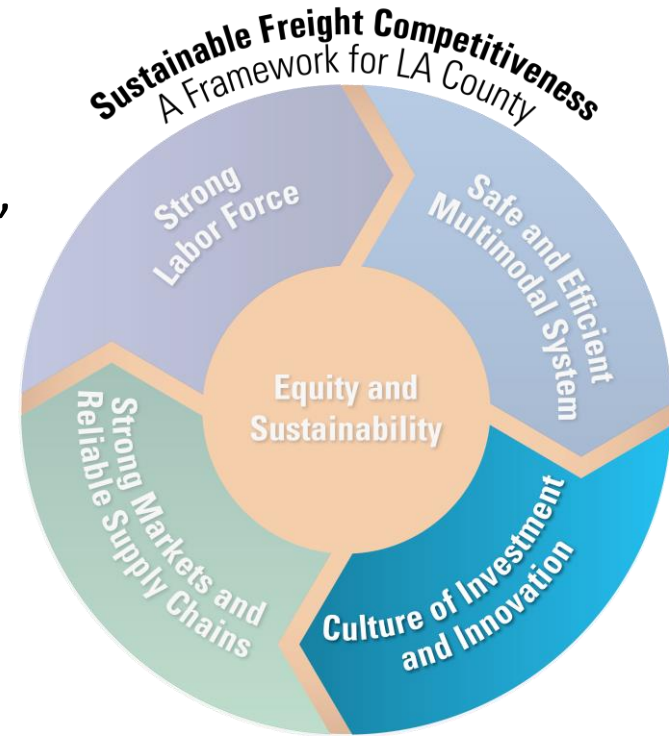 Sustainable Freight Competitiveness
A Framework for LA County
,
Strong
Labor Force
Safe and Efficient
Multimodal System
Equity and
Sustainability
Strong Markets and
Reliable Supply Chains
Culture of Investment
and Innovation